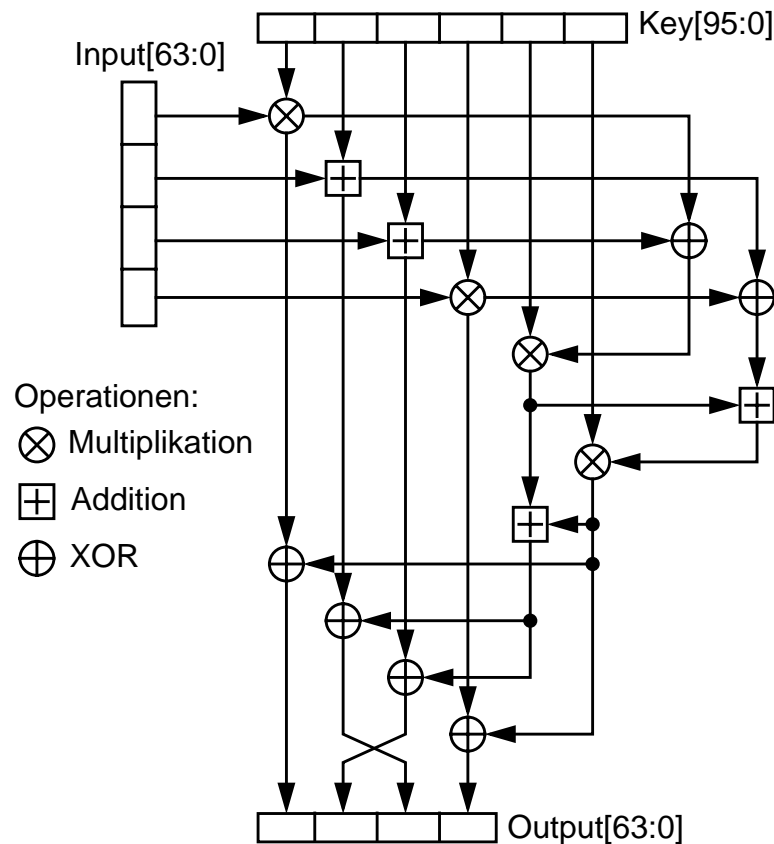 Key[95:0]
Input[63:0]
Operationen:
Multiplikation
Addition
XOR
Output[63:0]